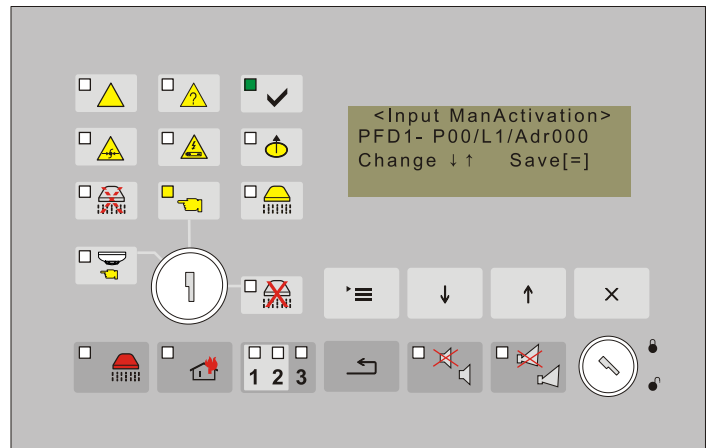 ?
<Input ManActivation>
PFD1- P00/L1/Adr000
Change ↓↑ Save[=]
1 2 3